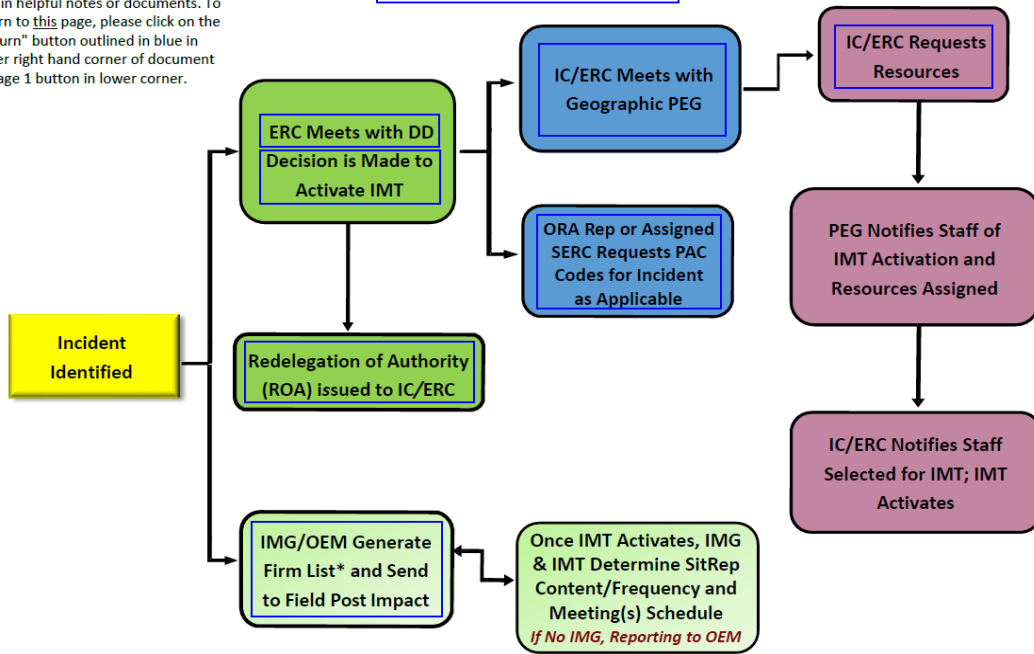 in helpful notes or documents. To
rn to this page, please click on the
urn" button outlined in blue in
er right hand corner of document
age 1 button in lower corner.
IC/ERC Requests
Resources
IC/ERC Meets with
Geographic PEG
ERC Meets with DD
Decision is Made to
Activate IMT
ORA Rep or Assigned
SERC Requests PAC
Codes for Incident
as Applicable
PEG Notifies Staff of
IMT Activation and
Resources Assigned
Incident
Identified
Redelegation of Authority
(ROA) issued to IC/ERC
IC/ERC Notifies Staff
Selected for IMT; IMT
Activates
IMG/OEM Generate
Firm List* and Send
to Field Post Impact
Once IMT Activates, IMG
& IMT Determine SitRep
Content/Frequency and
Meeting(s) Schedule
If No IMG, Reporting to OEM